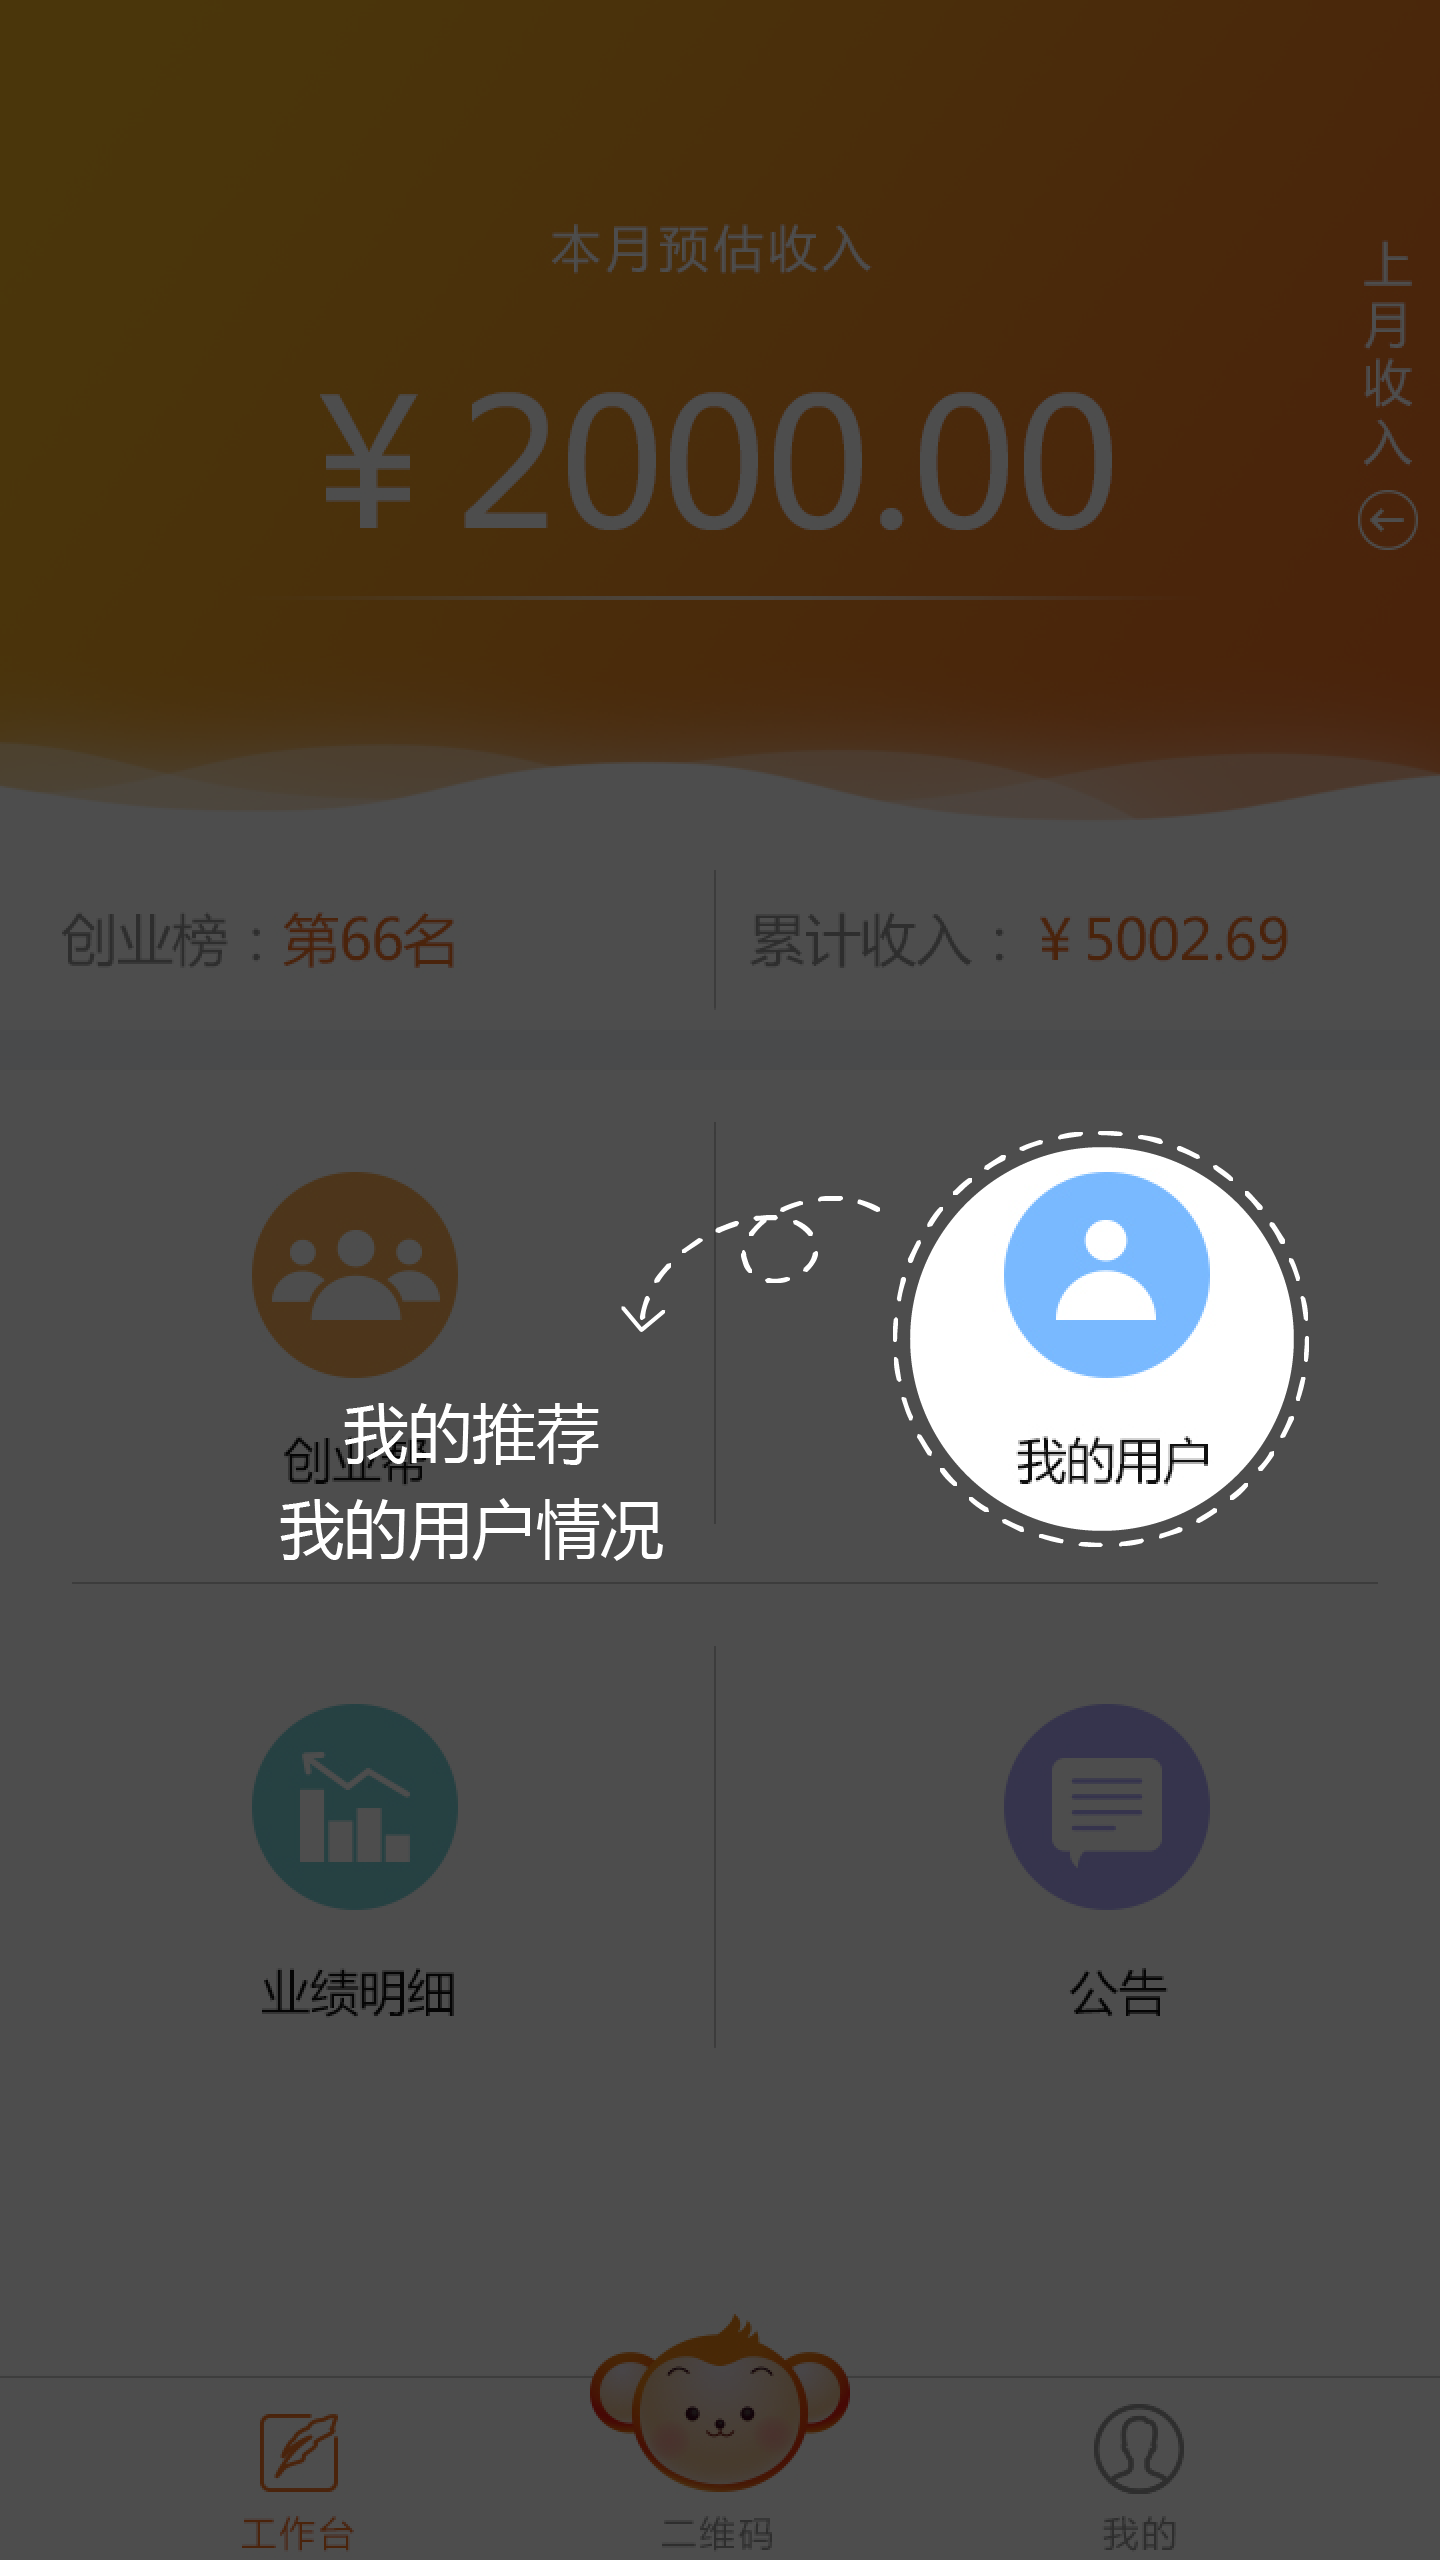 本月预估收入
上月收入
¥ 2000.00
创业榜：第66名
累计收入：¥ 5002.69
我的推荐
创业帮
我的用户
我的用户情况
业绩明细
公告
工作台
二维码
我的